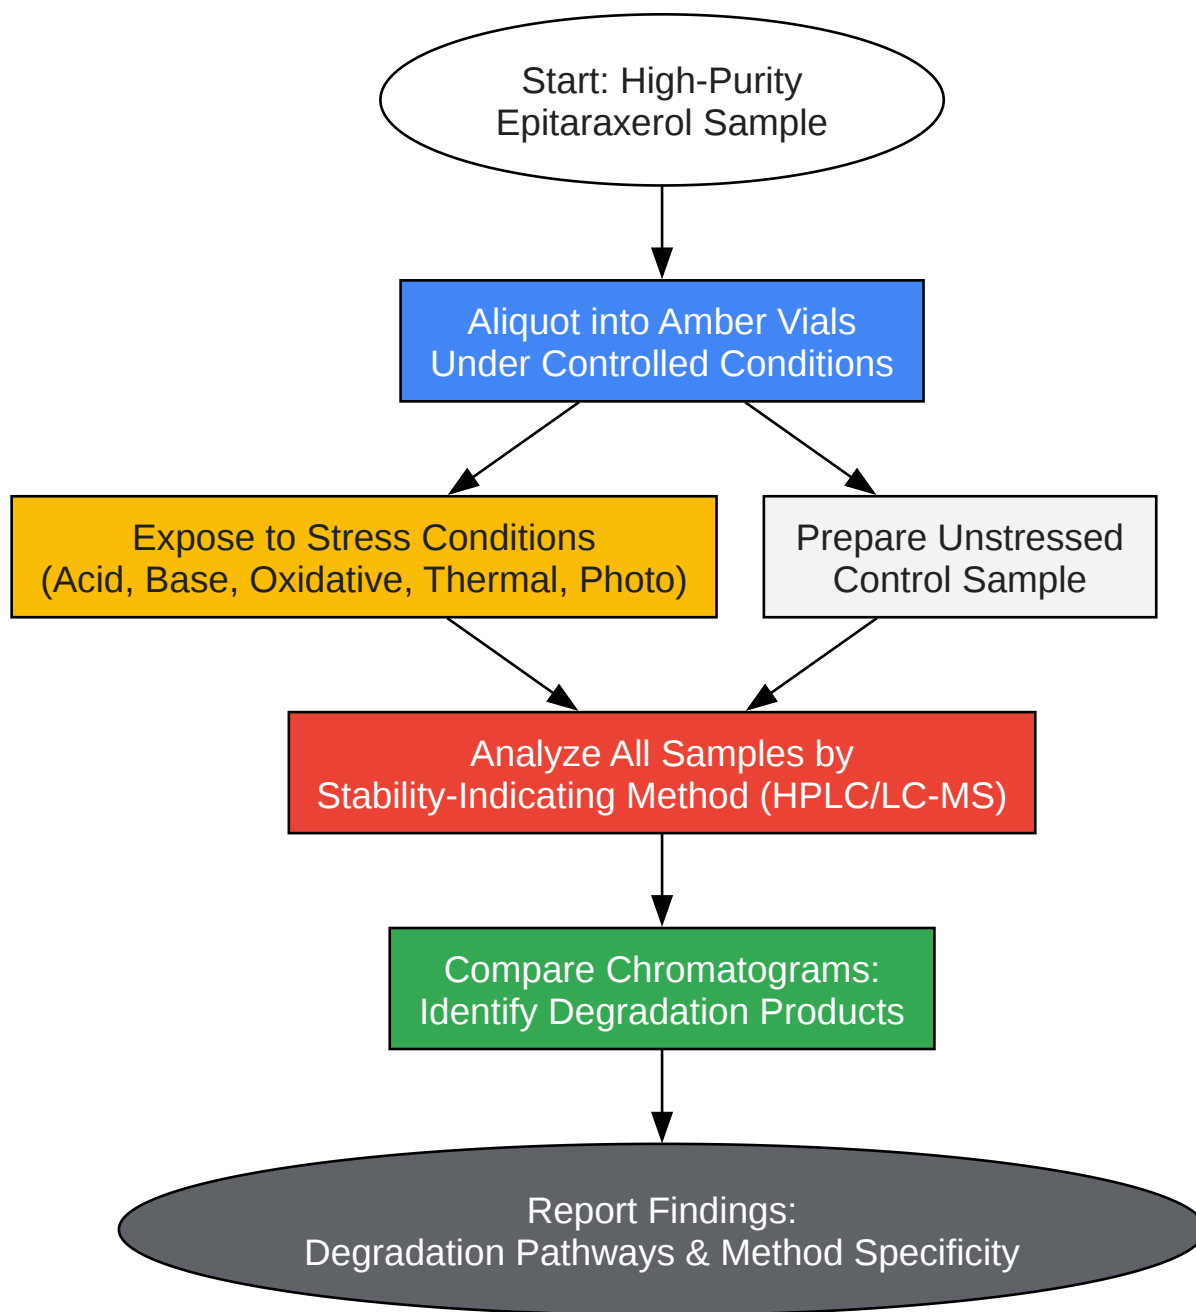 Start: High-Purity
Epitaraxerol Sample
Aliquot into Amber Vials
Under Controlled Conditions
Expose to Stress Conditions
(Acid, Base, Oxidative, Thermal, Photo)
Prepare Unstressed
Control Sample
Analyze All Samples by
Stability-Indicating Method (HPLC/LC-MS)
Compare Chromatograms:
Identify Degradation Products
Report Findings:
Degradation Pathways & Method Specificity